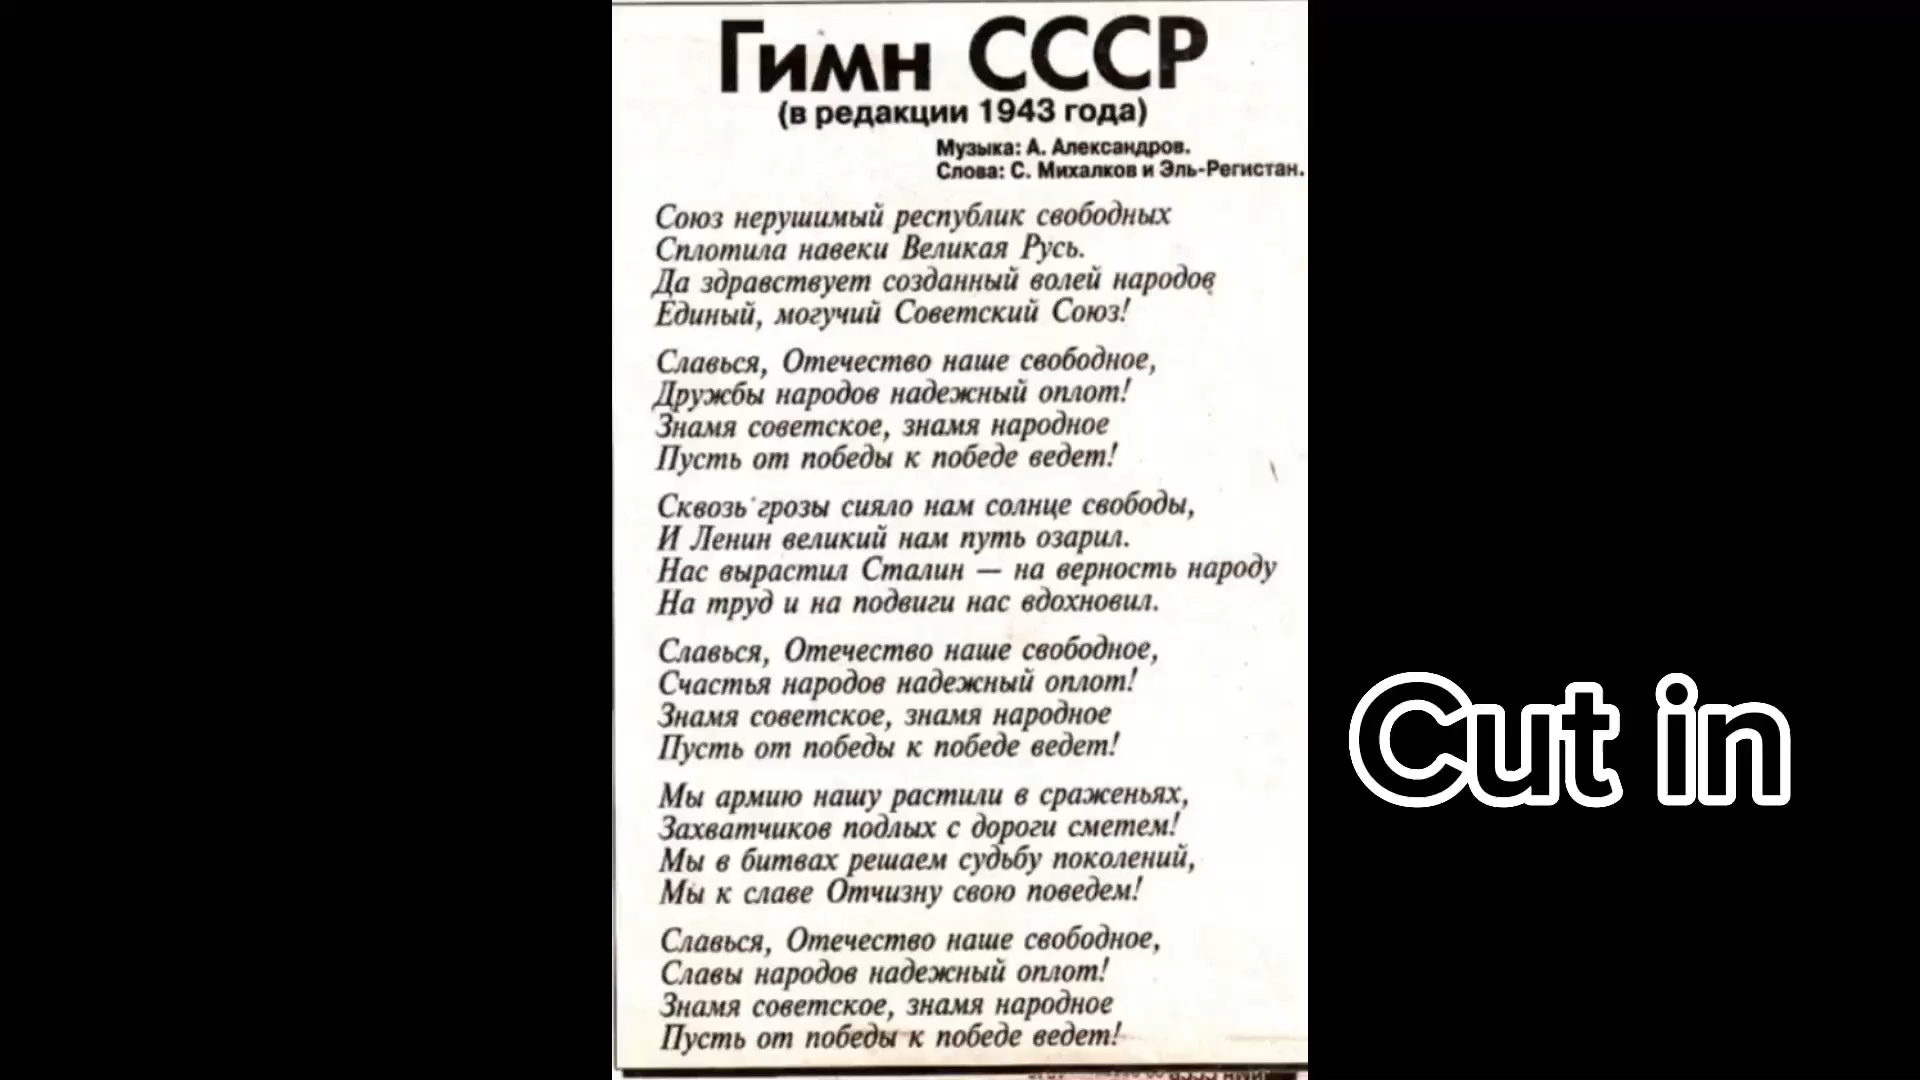 Гимн СССР
(в редакции 1943 года)
Музыка: А. Александров.
Слова: С. Михалков и Эль-Регистан.
Союз нерушимый республик свободных
Сплотила навеки Великая Русь.
Да здравствует созданный волей народов
Единый, могучий Советский Союз!
Славься, Отечество наше свободное,
Дружбы народов надежный оплот!
Знамя советское, знамя народное
Пусть от победы к победе ведет!
Сквозь грозы сияло нам солнце свободы,
И Ленин великий нам путь озарил.
Нас вырастил Сталин — на верность народу
На труд и на подвиги нас вдохновил.
Славься, Отечество наше свободное,
Счастья народов надежный оплот!
Знамя советское, знамя народное
Пусть от победы к победе ведет!
Мы армию нашу растили в сраженьях,
Захватчиков подлых с дороги сметем!
Мы в битвах решаем судьбу поколений,
Мы к славе Отчизну свою поведем!
Славься, Отечество наше свободное,
Славы народов надежный оплот!
Знамя советское, знамя народное
Пусть от победы к победе ведет!
Cut in